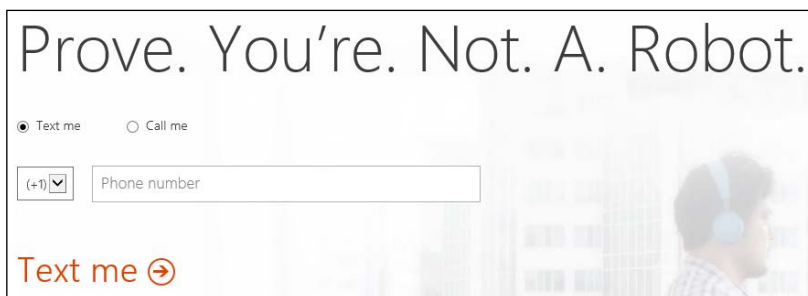 Prove. You're. Not. A. Robot.
Text me Call me
(+1) Phone number
Text me